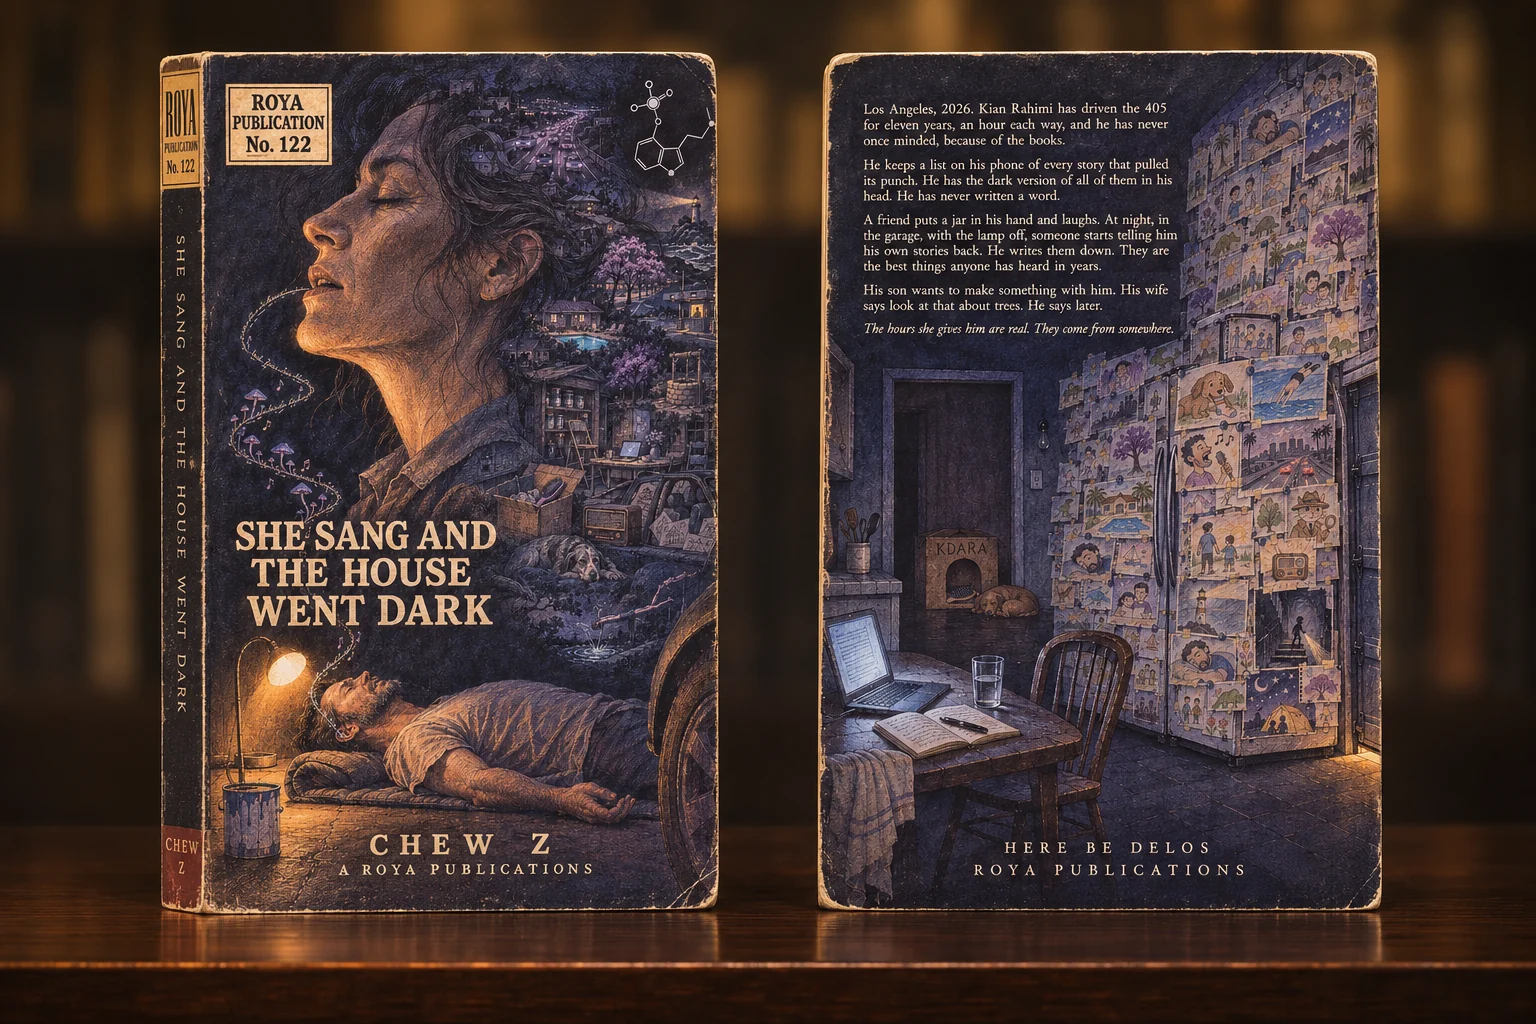 ROYA
PUBLICATION
No. 122
SHE SANG AND THE HOUSE WENT DARK
CHEW
Z
ROYA
PUBLICATION
No. 122
SHE SANG AND
THE HOUSE
WENT DARK
CHEW Z
A ROYA PUBLICATIONS
Los Angeles, 2026. Kian Rahimi has driven the 405
for eleven years, an hour each way, and he has never
once minded, because of the books.
He keeps a list on his phone of every story that pulled
its punch. He has the dark version of all of them in his
head. He has never written a word.
A friend puts a jar in his hand and laughs. At night, in
the garage, with the lamp off, someone starts telling him
his own stories back. He writes them down. They are
the best things anyone has heard in years.
His son wants to make something with him. His wife
says look at that about trees. He says later.
The hours she gives him are real. They come from somewhere.
KDARA
HERE BE DELOS
ROYA PUBLICATIONS